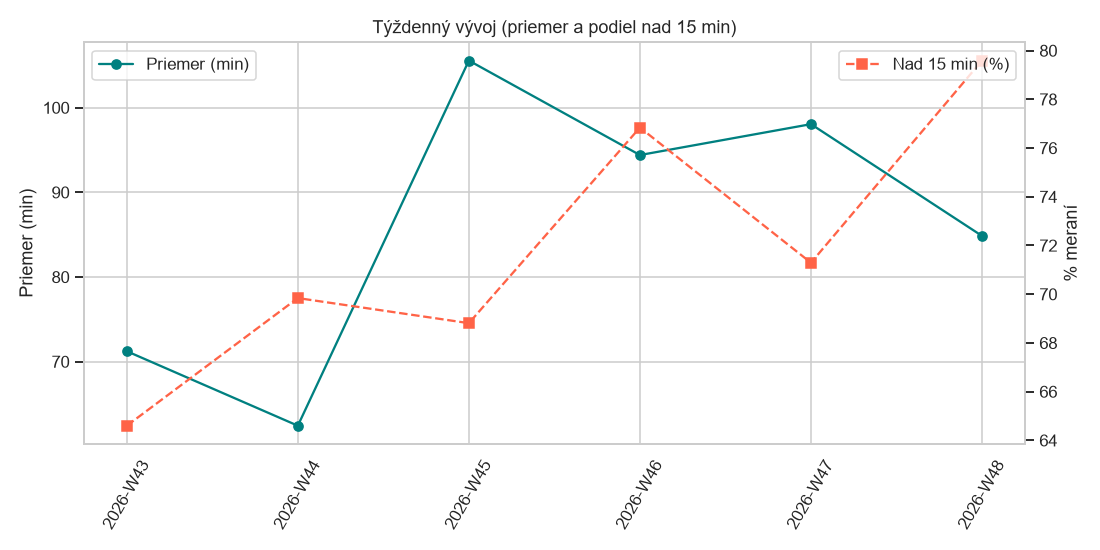 Týždenný vývoj (priemer a podiel nad 15 min)
Priemer (min)
Nad 15 min (%)
Priemer (min)
100
90
80
70
% meraní
80
78
76
74
72
70
68
66
64
2026-W43
2026-W44
2026-W45
2026-W46
2026-W47
2026-W48